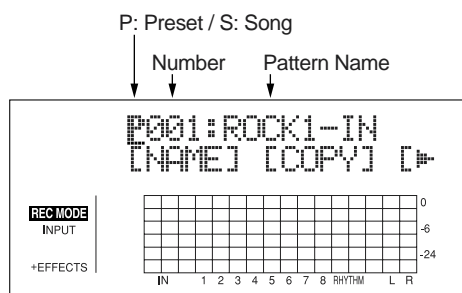 P: Preset / S: Song
Number Pattern Name
P001:ROCK1-IN
[NAME] [COPY] [
REC MODE
INPUT
+EFFECTS
0
-6
-24
IN 1 2 3 4 5 6 7 8 RHYTHM L R